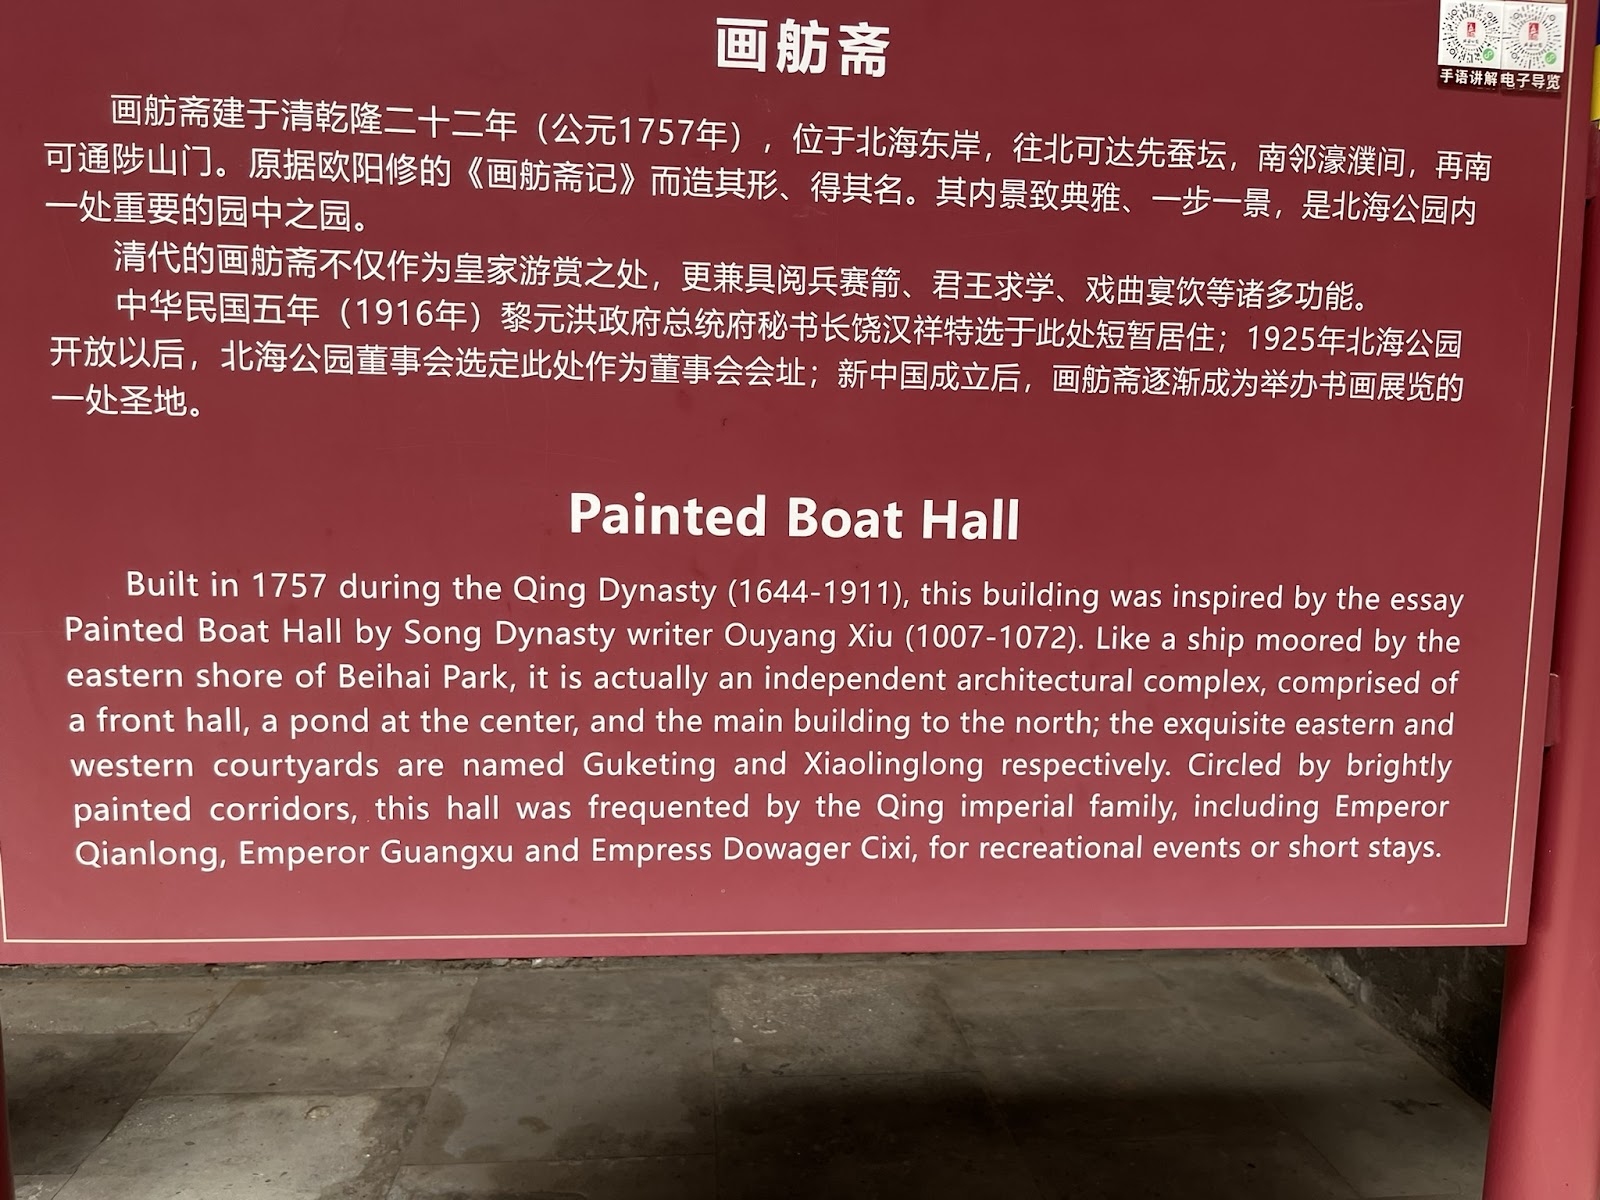 画舫斋
手语讲解 电子导览
画舫斋建于清乾隆二十二年（公元1757年），位于北海东岸，往北可达先蚕坛，南邻濠濮间，再南
可通陟山门。原据欧阳修的《画舫斋记》而造其形、得其名。其内景致典雅、一步一景，是北海公园内
一处重要的园中之园。
清代的画舫斋不仅作为皇家游赏之处，更兼具阅兵赛箭、君王求学、戏曲宴饮等诸多功能。
中华民国五年（1916年）黎元洪政府总统府秘书长饶汉祥特选于此处短暂居住；1925年北海公园
开放以后，北海公园董事会选定此处作为董事会会址；新中国成立后，画舫斋逐渐成为举办书画展览的
一处圣地。
Painted Boat Hall
Built in 1757 during the Qing Dynasty (1644-1911), this building was inspired by the essay
Painted Boat Hall by Song Dynasty writer Ouyang Xiu (1007-1072). Like a ship moored by the
eastern shore of Beihai Park, it is actually an independent architectural complex, comprised of
a front hall, a pond at the center, and the main building to the north; the exquisite eastern and
western courtyards are named Guketing and Xiaolinglong respectively. Circled by brightly
painted corridors, this hall was frequented by the Qing imperial family, including Emperor
Qianlong, Emperor Guangxu and Empress Dowager Cixi, for recreational events or short stays.